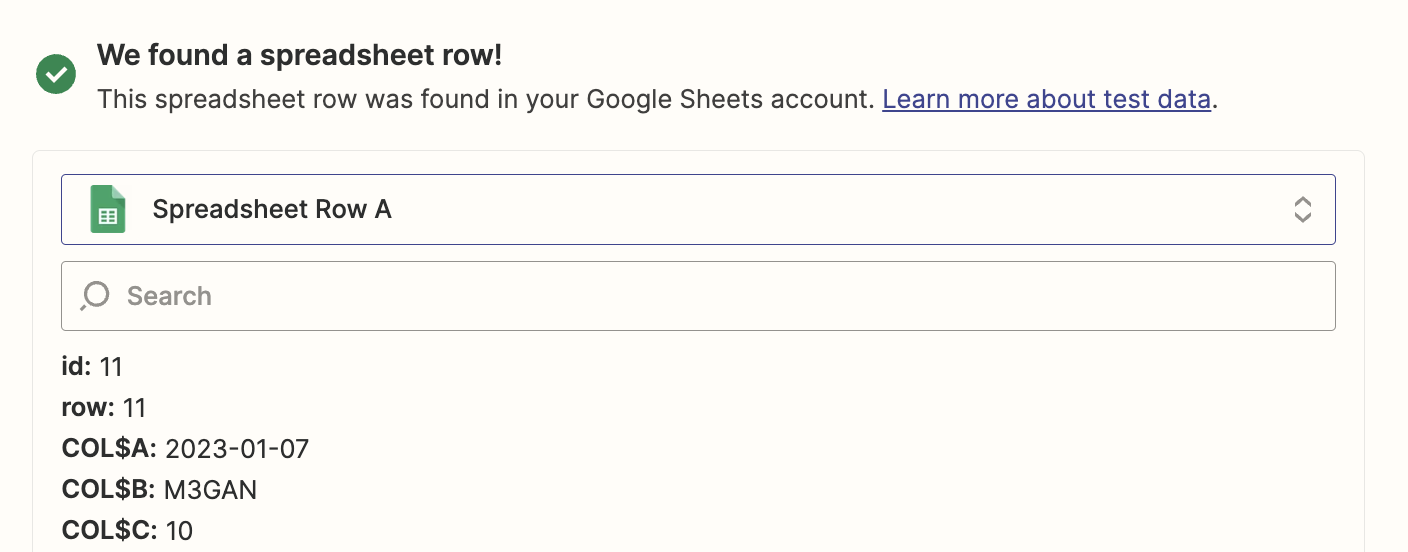 We found a spreadsheet row!
This spreadsheet row was found in your Google Sheets account. Learn more about test data.
Spreadsheet Row A
Search
id: 11
row: 11
COL$A: 2023-01-07
COL$B: M3GAN
COL$C: 10